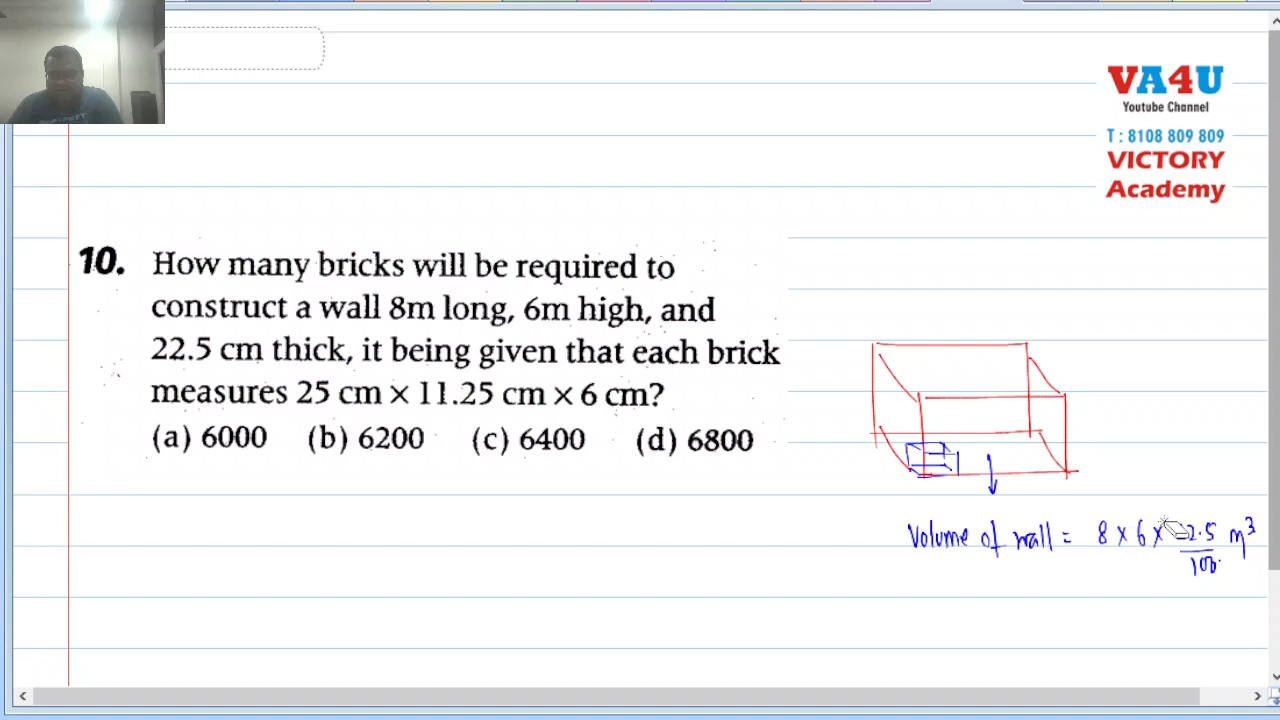 VA4U
Youtube Channel
T : 8108 809 809
VICTORY
Academy
10. How many bricks will be required to
construct a wall 8m long, 6m high, and
22.5 cm thick, it being given that each brick
measures 25 cm × 11.25 cm × 6 cm?
(a) 6000 (b) 6200 (c) 6400 (d) 6800
Volume of wall = 8 × 6 × 22.5 m³
100